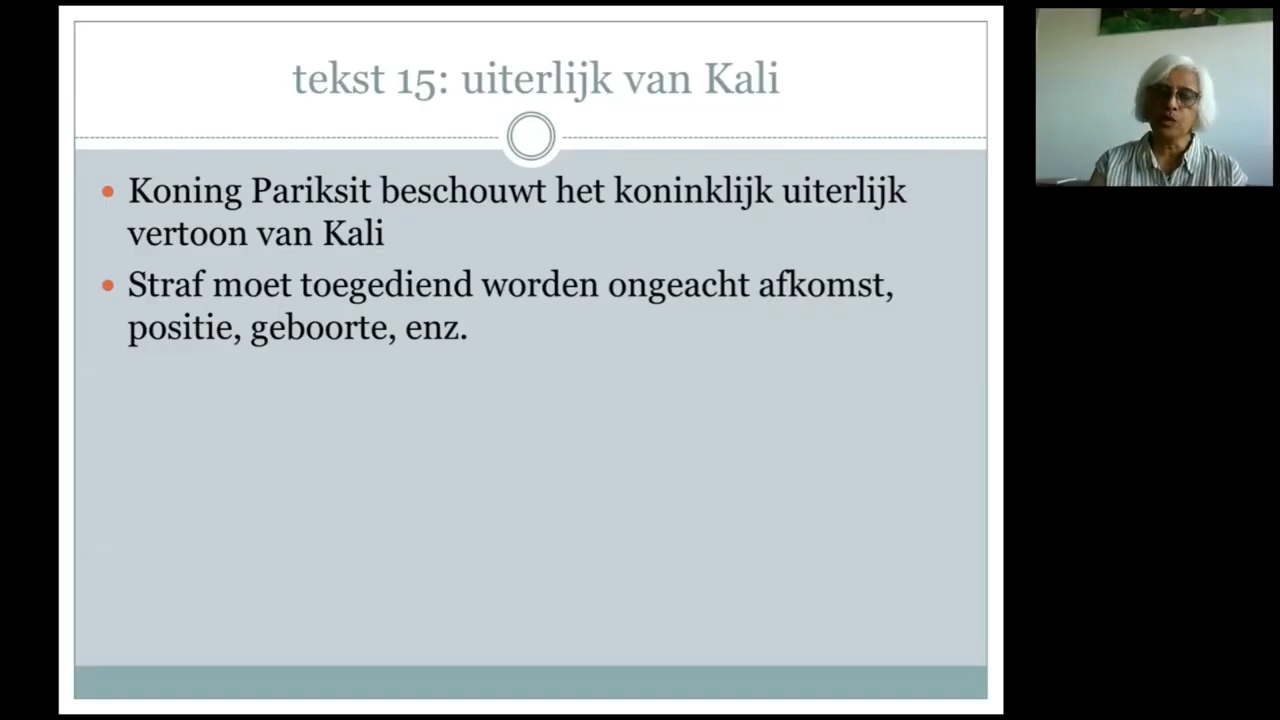 tekst 15: uiterlijk van Kali
• Koning Pariksit beschouwt het koninklijk uiterlijk
vertoon van Kali
• Straf moet toegediend worden ongeacht afkomst,
positie, geboorte, enz.